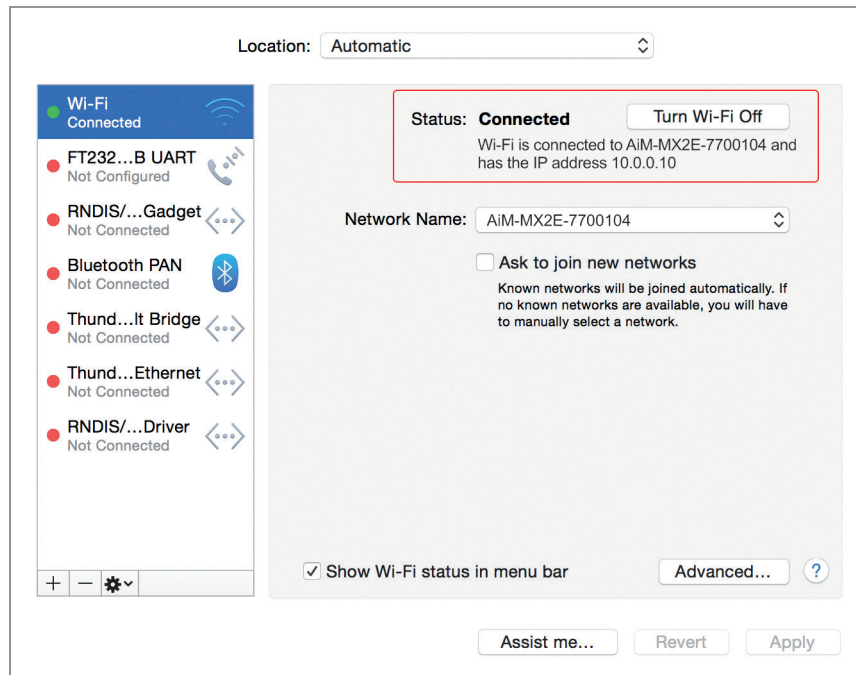 Location: Automatic
Wi-Fi
Connected
FT232...B UART
Not Configured
RNDIS/...Gadget
Not Connected
Bluetooth PAN
Not Connected
Thund...lt Bridge
Not Connected
Thund...Ethernet
Not Connected
RNDIS/...Driver
Not Connected
Status: Connected
Turn Wi-Fi Off
Wi-Fi is connected to AiM-MX2E-7700104 and
has the IP address 10.0.0.10
Network Name: AiM-MX2E-7700104
Ask to join new networks
Known networks will be joined automatically. If
no known networks are available, you will have
to manually select a network.
Show Wi-Fi status in menu bar
Advanced...
?
Assist me...
Revert
Apply